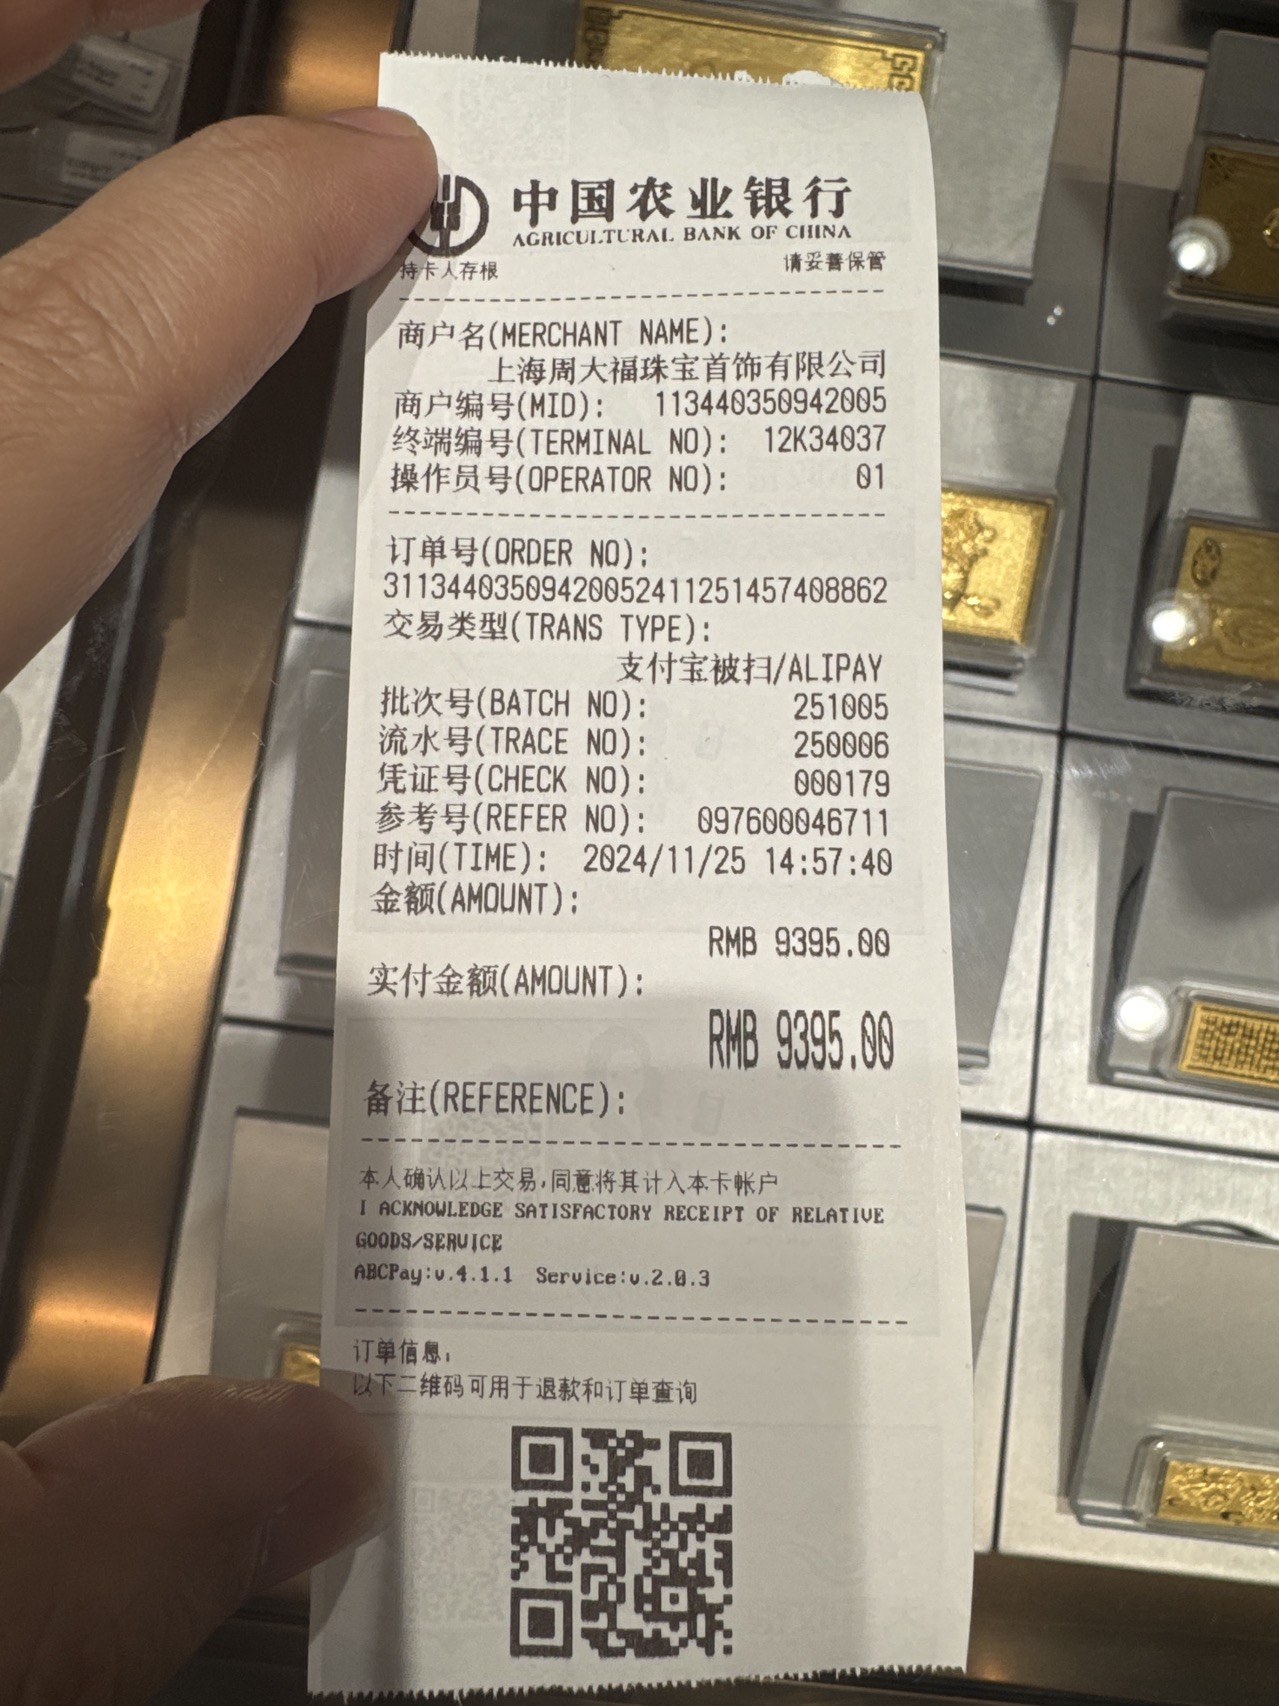 中国农业银行
AGRICULTURAL BANK OF CHINA
持卡人存根 请妥善保管
商户名(MERCHANT NAME):
上海周大福珠宝首饰有限公司
商户编号(MID): 113440350942005
终端编号(TERMINAL NO): 12K34037
操作员号(OPERATOR NO): 01
订单号(ORDER NO):
31134403509420052411251457408862
交易类型(TRANS TYPE):
支付宝被扫/ALIPAY
批次号(BATCH NO): 251005
流水号(TRACE NO): 250006
凭证号(CHECK NO): 000179
参考号(REFER NO): 097600046711
时间(TIME): 2024/11/25 14:57:40
金额(AMOUNT):
RMB 9395.00
实付金额(AMOUNT):
RMB 9395.00
备注(REFERENCE):
本人确认以上交易,同意将其计入本卡帐户
I ACKNOWLEDGE SATISFACTORY RECEIPT OF RELATIVE
GOODS/SERVICE
ABCPay:v.4.1.1 Service:v.2.0.3
订单信息:
以下二维码可用于退款和订单查询